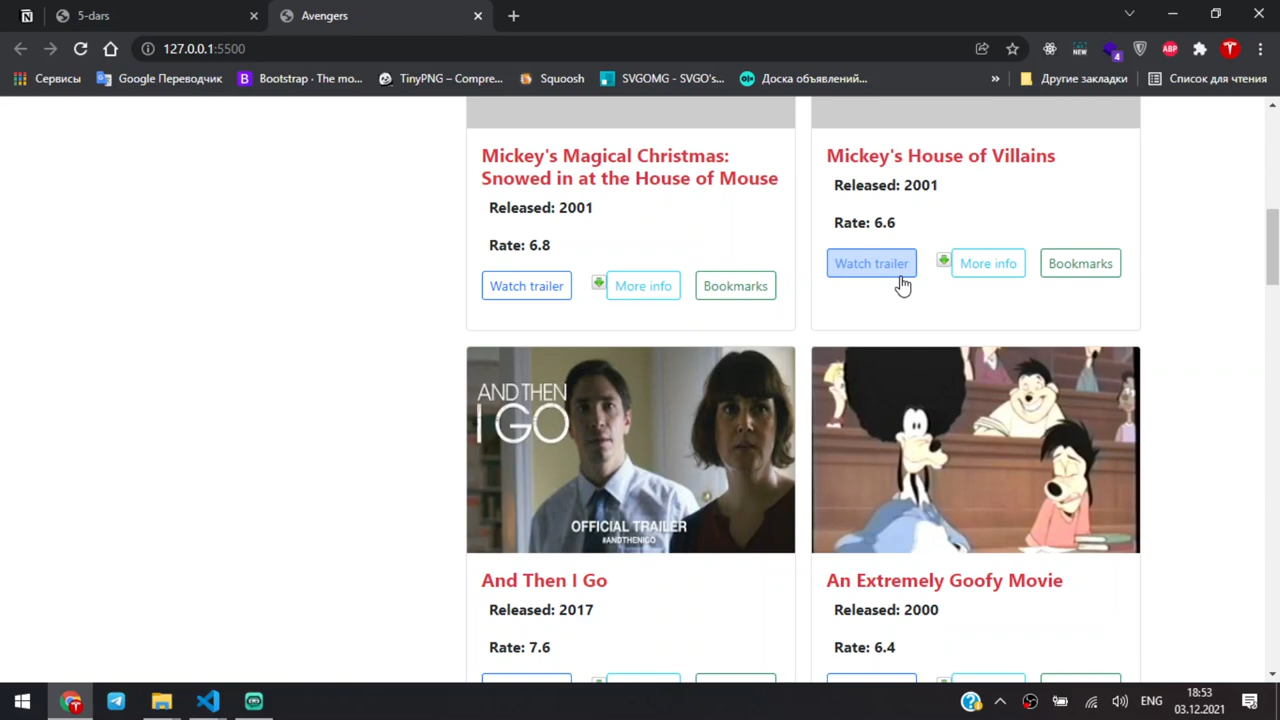 5-dars
Avengers
127.0.0.1:5500
NEW
4
ABP
Сервисы
Google Переводчик
Bootstrap · The mo...
TinyPNG – Compre...
Squoosh
SVGOMG - SVGO's...
Доска объявлений...
»
Другие закладки
Список для чтения
Mickey's Magical Christmas:
Snowed in at the House of Mouse
Released: 2001
Rate: 6.8
Watch trailer
More info
Bookmarks
Mickey's House of Villains
Released: 2001
Rate: 6.6
Watch trailer
More info
Bookmarks
AND THEN
I GO
OFFICIAL TRAILER
#ANDTHENIGO
And Then I Go
Released: 2017
Rate: 7.6
An Extremely Goofy Movie
Released: 2000
Rate: 6.4
ENG
18:53
03.12.2021